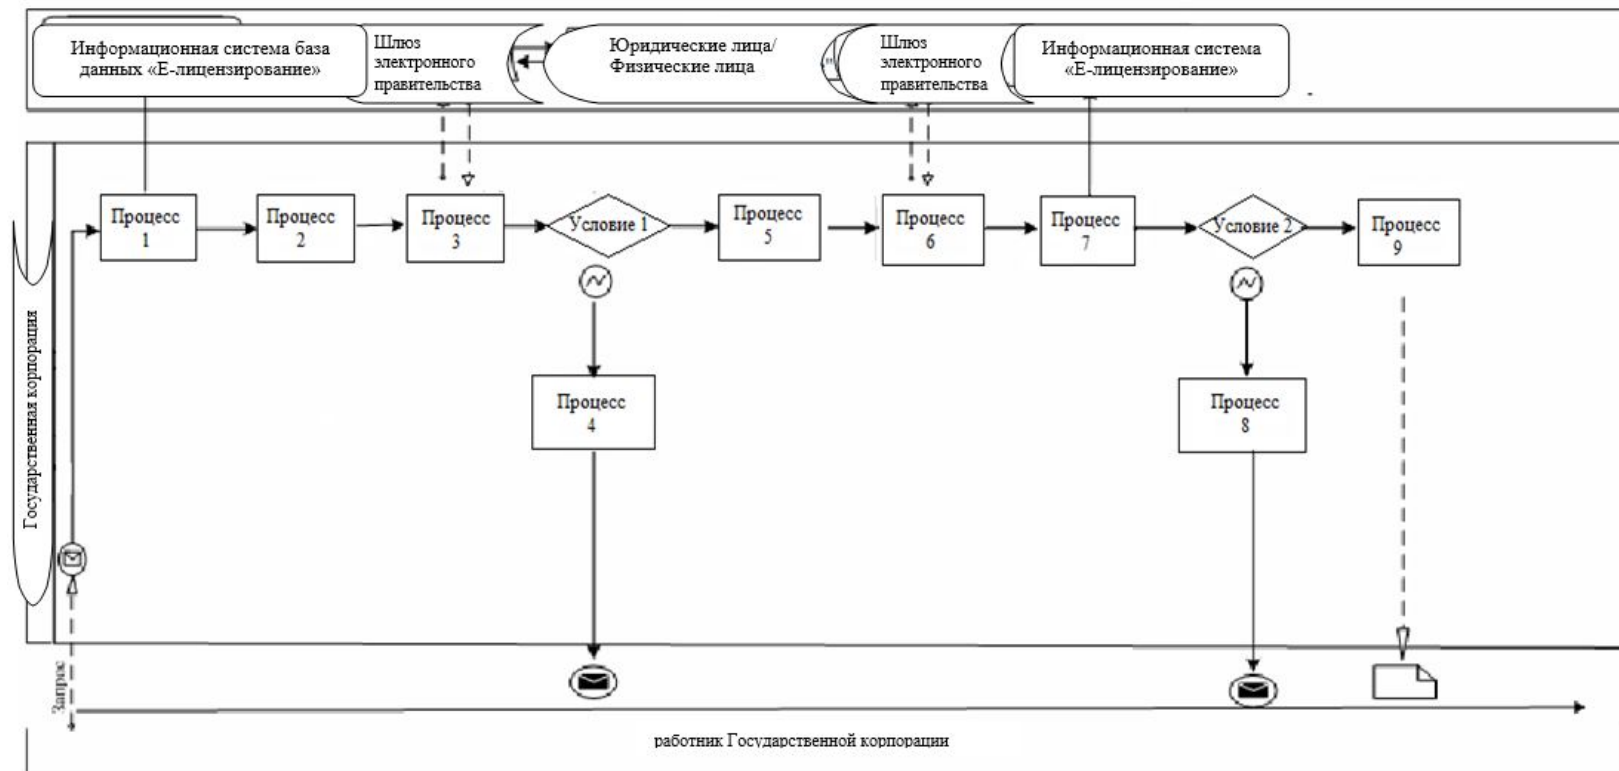 Информационная система база
данных «Е-лицензирование»
Шлюз
электронного
правительства
Юридические лица/
Физические лица
Шлюз
электронного
правительства
Информационная система
«Е-лицензирование»
Процесс
1
Процесс
2
Процесс
3
Условие 1
Процесс
5
Процесс
6
Процесс
7
Условие 2
Процесс
9
Государственная корпорация
Процесс
4
Процесс
8
Запрос
работник Государственной корпорации